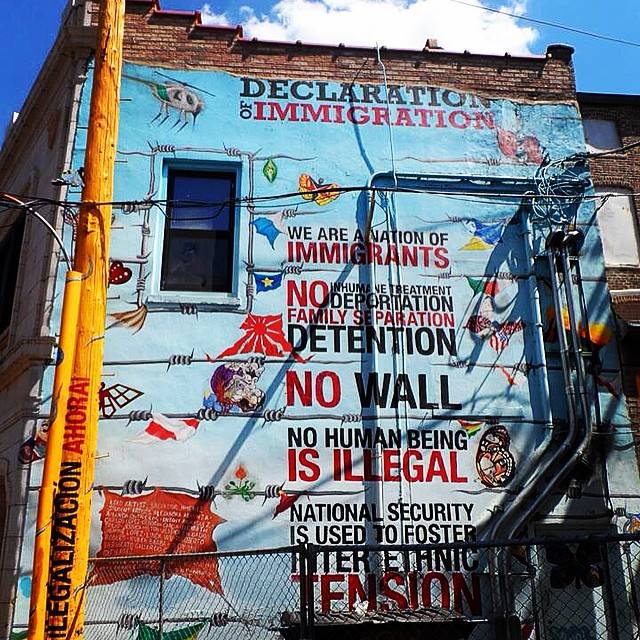 DECLARATION
OF IMMIGRATION
WE ARE A NATION OF
IMMIGRANTS
NO INHUMANE TREATMENT
DEPORTATION
FAMILY SEPARATION
DETENTION
NO WALL
NO HUMAN BEING
IS ILLEGAL
NATIONAL SECURITY
IS USED TO FOSTER
INTER ETHNIC
TENSION
LEGALIZACIÓN AHORA!